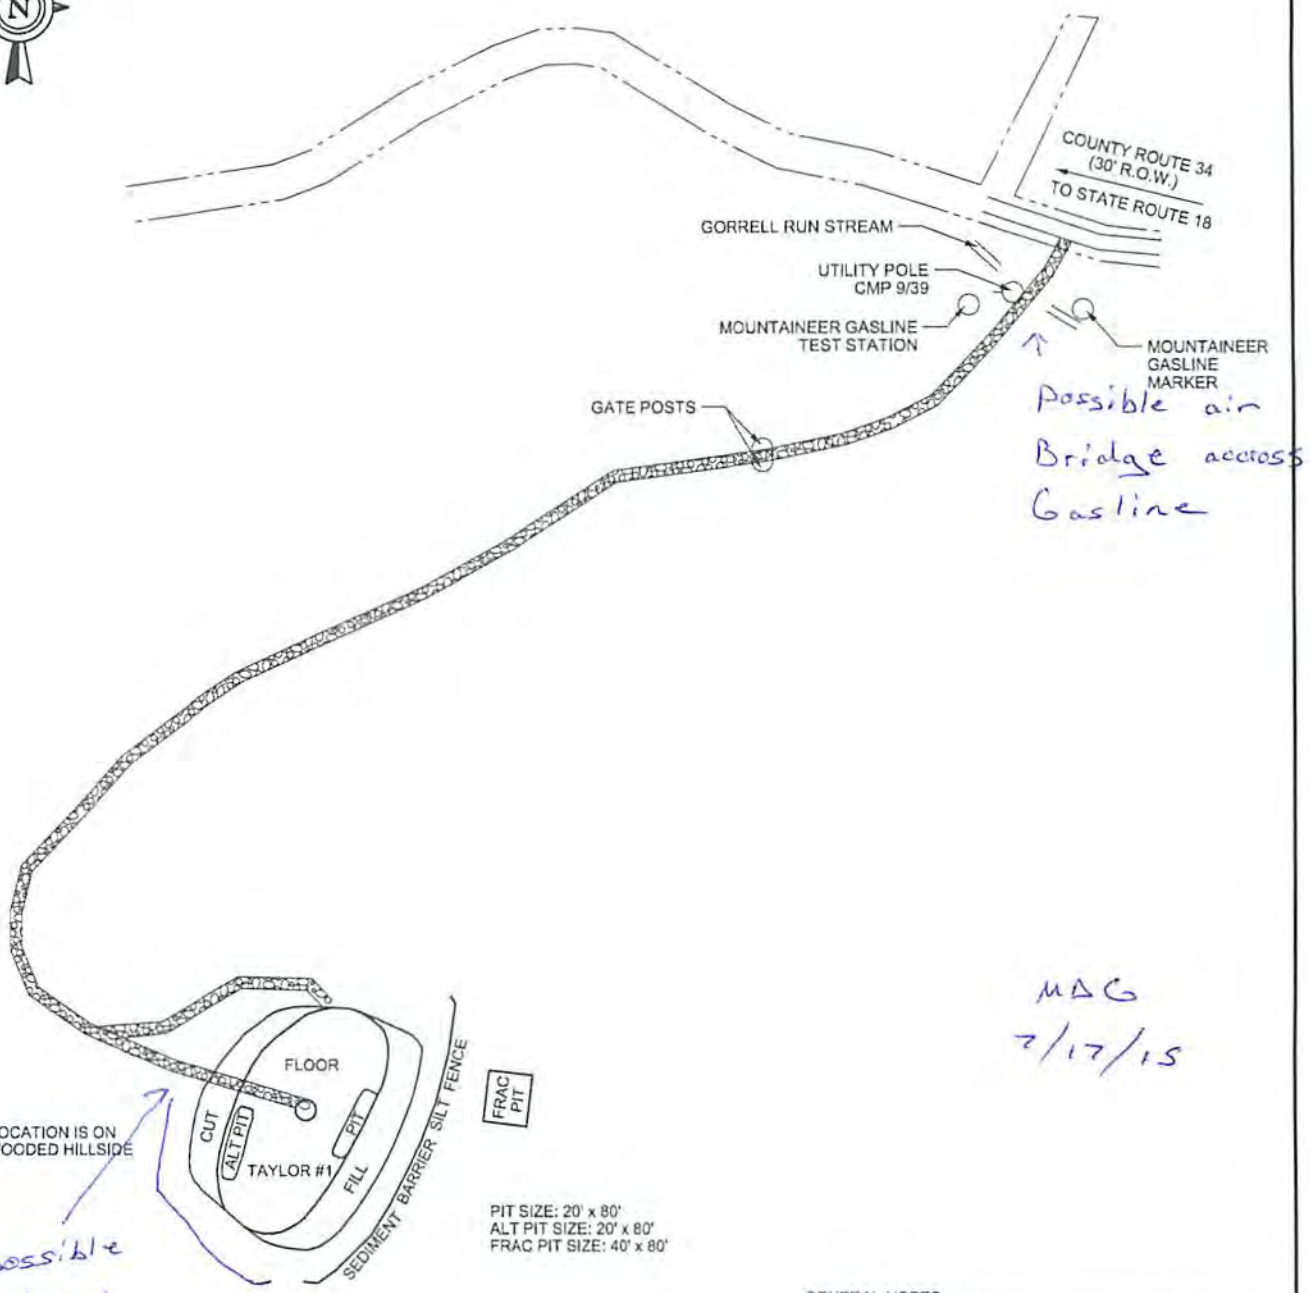 N
COUNTY ROUTE 34
(30' R.O.W.)
TO STATE ROUTE 18
GORRELL RUN STREAM
UTILITY POLE
CMP 9/39
MOUNTAINEER GASLINE
TEST STATION
MOUNTAINEER
GASLINE
MARKER
Possible air
Bridge accross
Gasline
GATE POSTS
MDG
7/17/15
FLOOR
CUT
ALT PIT
PIT
TAYLOR #1
FILL
SEDIMENT BARRIER SILT FENCE
FRAC
PIT
OCATION IS ON
OODED HILLSIDE
PIT SIZE: 20' x 80'
ALT PIT SIZE: 20' x 80'
FRAC PIT SIZE: 40' x 80'
ossible